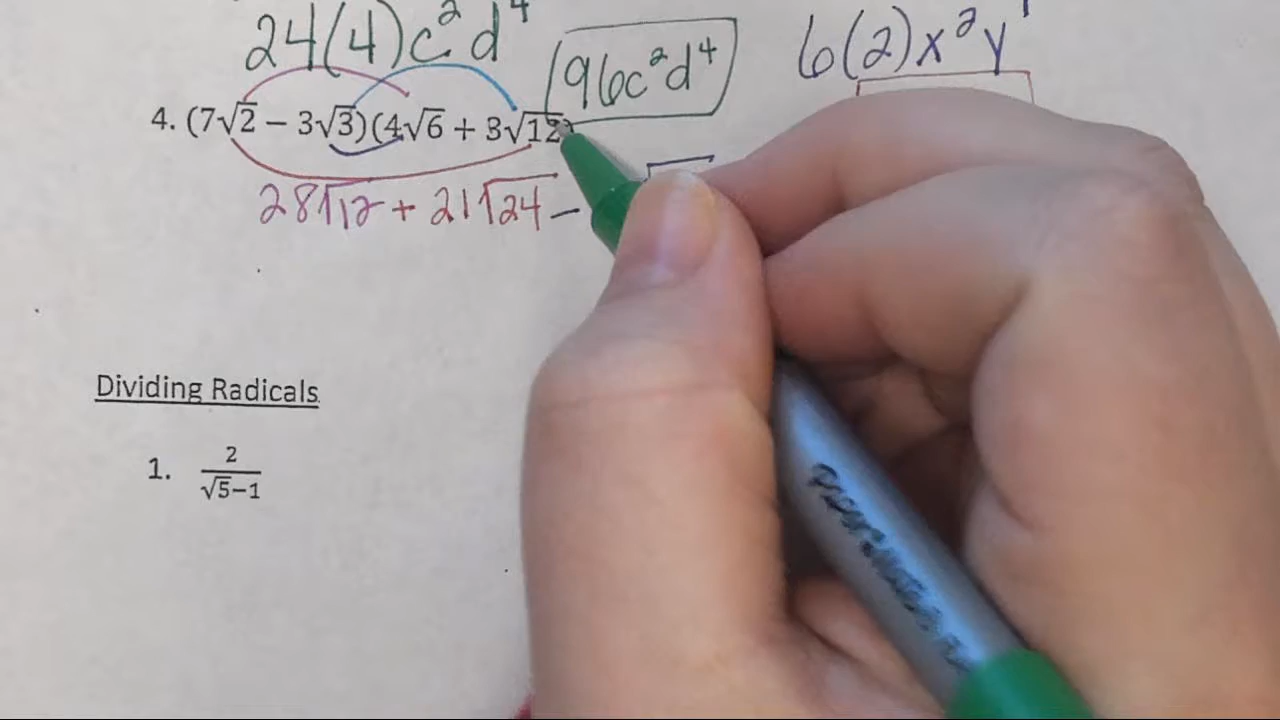 24(4)c²d⁴
96c²d⁴
6(2)x²y
4. (7√2 − 3√3)(4√6 + 3√12)
28√12 + 21√24 −
Dividing Radicals
1. 2/(√5−1)